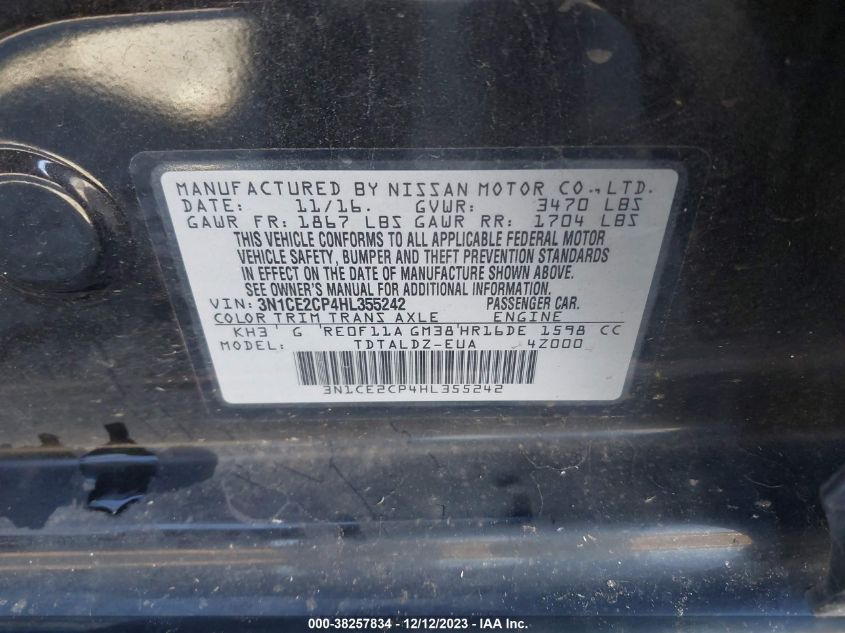 MANUFACTURED BY NISSAN MOTOR CO., LTD.
DATE: 11/16. GVWR: 3470 LBS
GAWR FR: 1867 LBS GAWR RR: 1704 LBS
THIS VEHICLE CONFORMS TO ALL APPLICABLE FEDERAL MOTOR
VEHICLE SAFETY, BUMPER AND THEFT PREVENTION STANDARDS
IN EFFECT ON THE DATE OF MANUFACTURE SHOWN ABOVE.
SEE OWNER'S MANUAL FOR ADDITIONAL INFORMATION.
VIN: 3N1CE2CP4HL355242 PASSENGER CAR.
COLOR TRIM TRANS AXLE ENGINE
KH3 G RE0F11A GM38 HR16DE 1598 CC
MODEL: TDTALDZ-EUA 4Z000
3N1CE2CP4HL355242
000-38257834 - 12/12/2023 - IAA Inc.